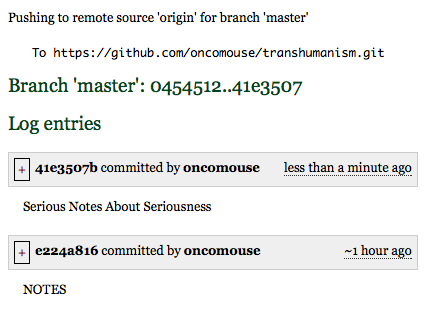 Pushing to remote source 'origin' for branch 'master'
To https://github.com/oncomouse/transhumanism.git
Branch 'master': 0454512..41e3507
Log entries
+ 41e3507b committed by oncomouse less than a minute ago
Serious Notes About Seriousness
+ e224a816 committed by oncomouse ~1 hour ago
NOTES